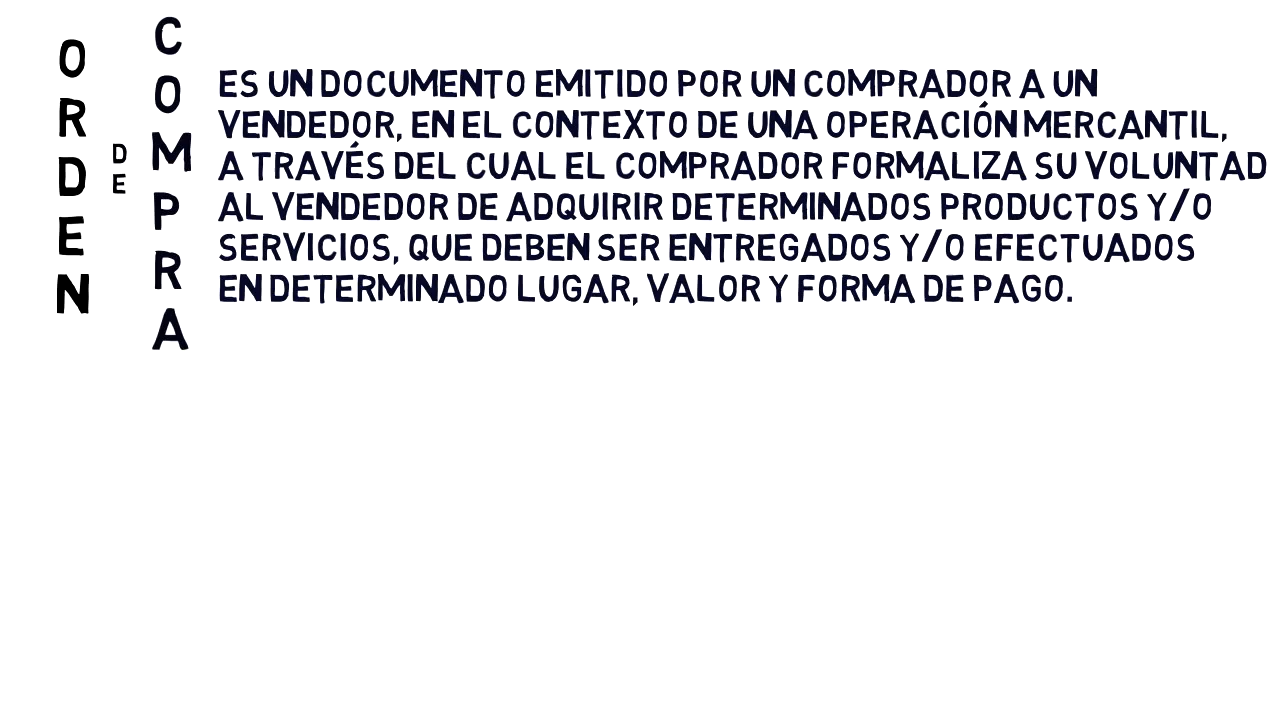 ORDEN
DE
COMPRA
ES UN DOCUMENTO EMITIDO POR UN COMPRADOR A UN
VENDEDOR, EN EL CONTEXTO DE UNA OPERACIÓN MERCANTIL,
A TRAVÉS DEL CUAL EL COMPRADOR FORMALIZA SU VOLUNTAD
AL VENDEDOR DE ADQUIRIR DETERMINADOS PRODUCTOS Y/O
SERVICIOS, QUE DEBEN SER ENTREGADOS Y/O EFECTUADOS
EN DETERMINADO LUGAR, VALOR Y FORMA DE PAGO.